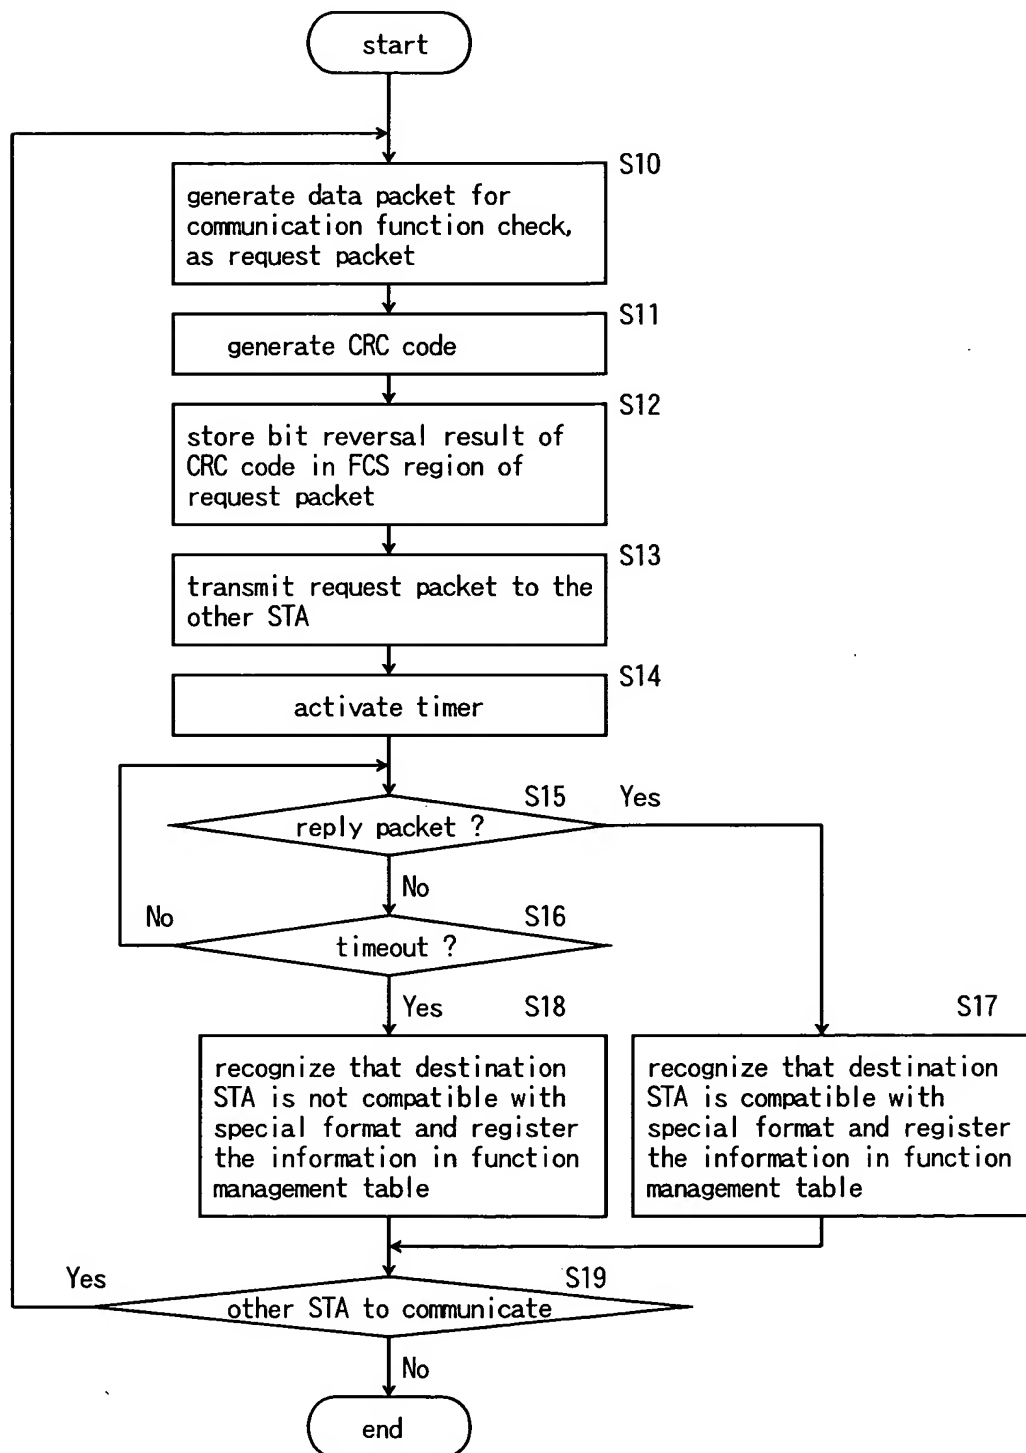 start
S10
generate data packet for
communication function check,
as request packet
S11
generate CRC code
S12
store bit reversal result of
CRC code in FCS region of
request packet
S13
transmit request packet to the
other STA
S14
activate timer
S15
Yes
reply packet ?
No
No
S16
timeout ?
Yes
S18
S17
recognize that destination
STA is not compatible with
special format and register
the information in function
management table
recognize that destination
STA is compatible with
special format and register
the information in function
management table
Yes
S19
other STA to communicate
No
end